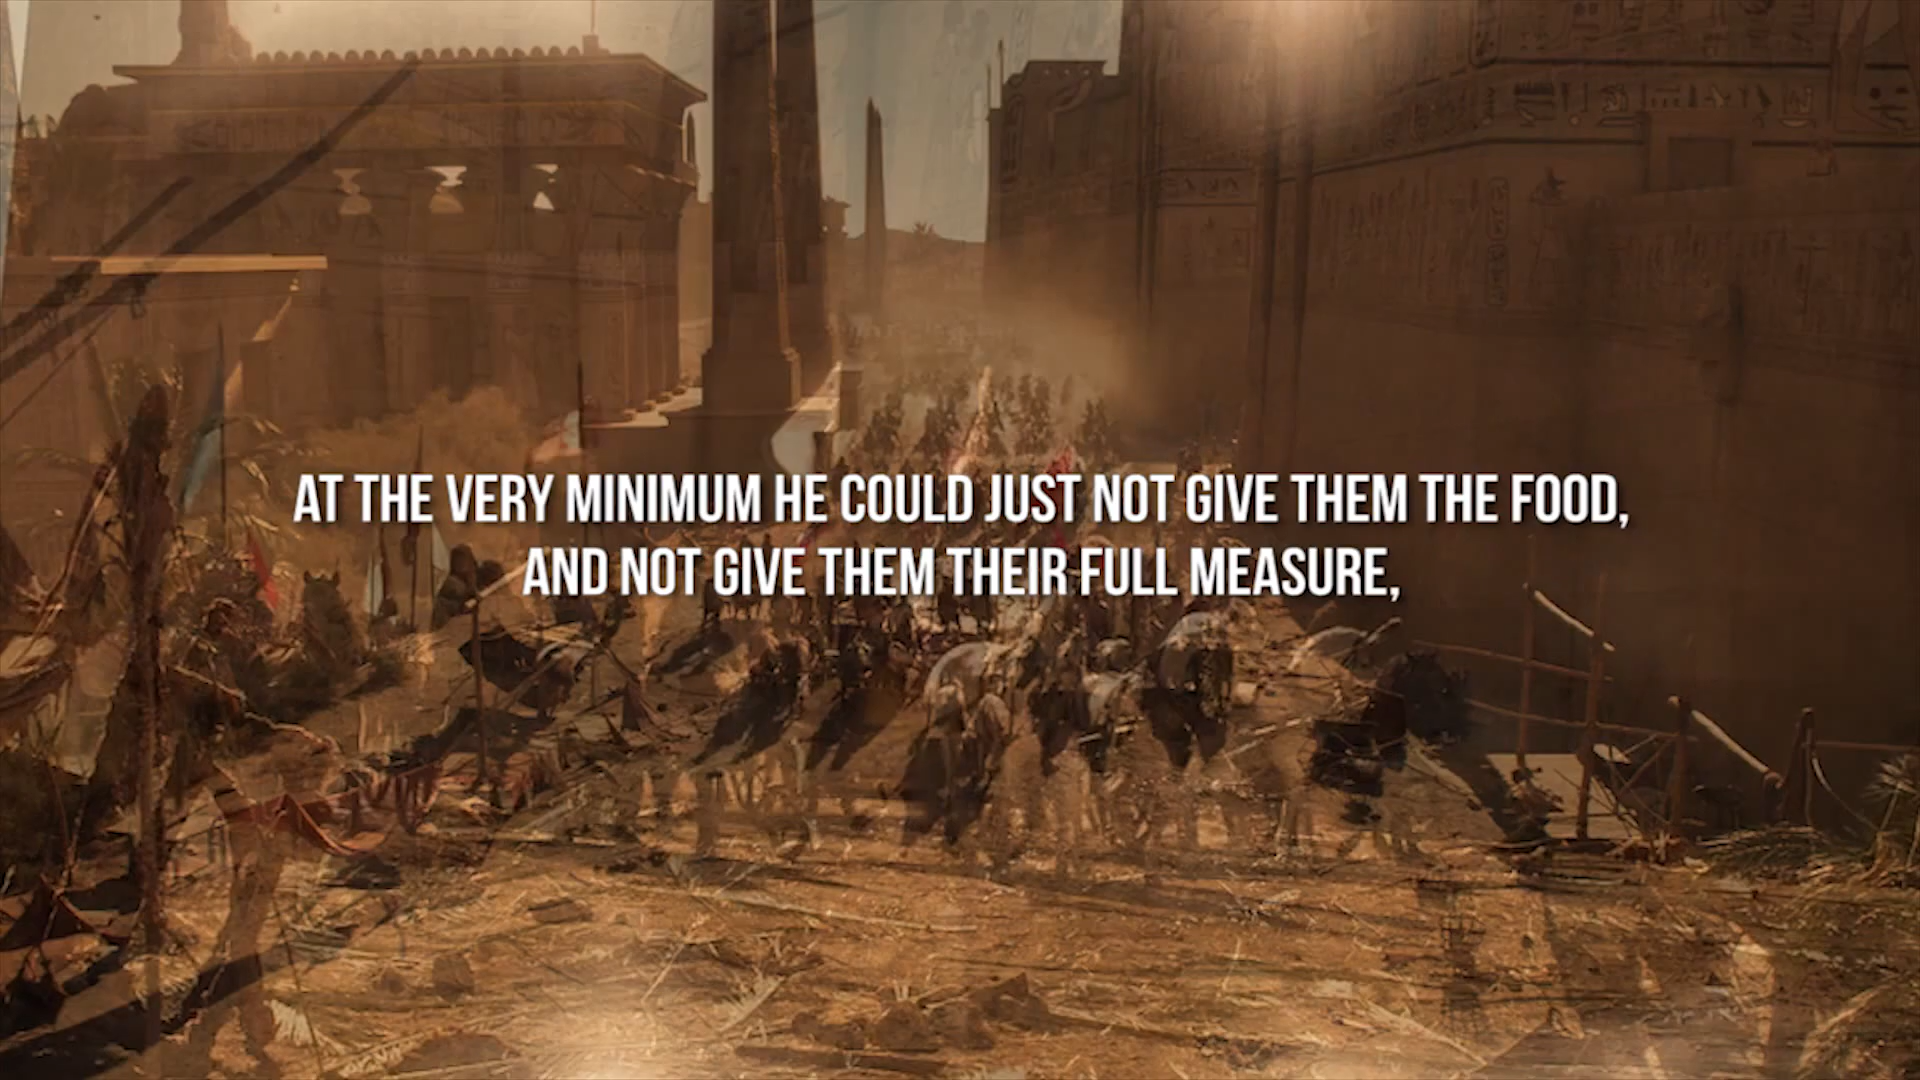 AT THE VERY MINIMUM HE COULD JUST NOT GIVE THEM THE FOOD,
AND NOT GIVE THEM THEIR FULL MEASURE,